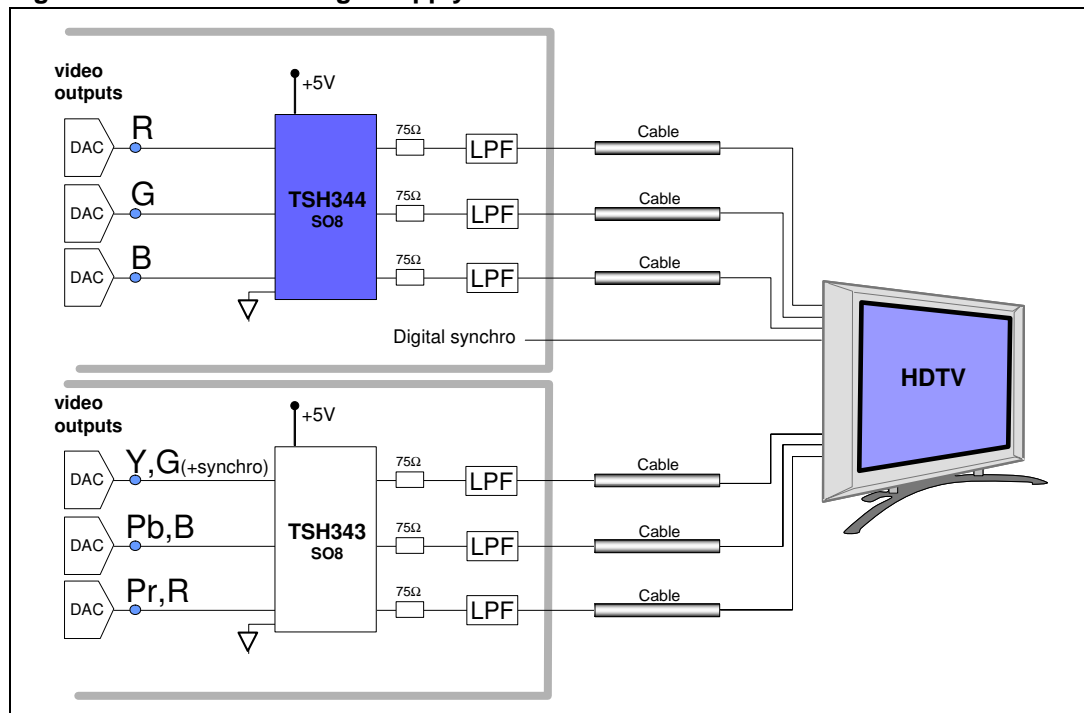 video
outputs
+5V
DAC R 75Ω LPF Cable
DAC G 75Ω LPF Cable
TSH344
SO8
DAC B 75Ω LPF Cable
Digital synchro
HDTV
video
outputs
+5V
DAC Y,G(+synchro) 75Ω LPF Cable
DAC Pb,B 75Ω LPF Cable
TSH343
SO8
DAC Pr,R 75Ω LPF Cable